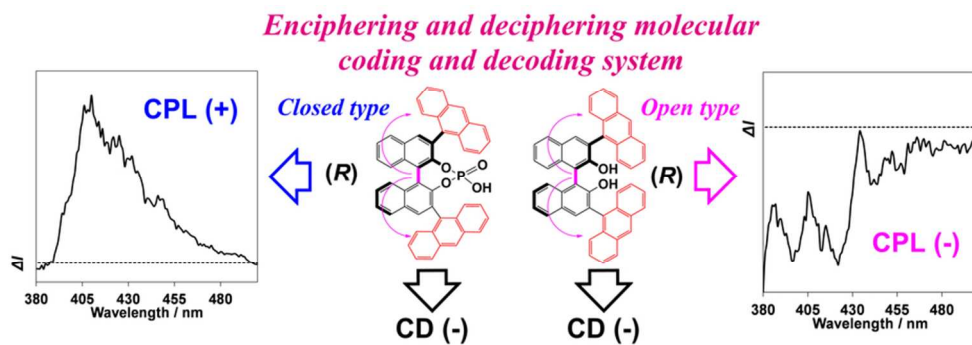 Enciphering and deciphering molecular
coding and decoding system
CPL (+)
ΔI
380 405 430 455 480
Wavelength / nm
Closed type
(R)
O
O
P
O
OH
CD (-)
Open type
OH
OH
(R)
CD (-)
CPL (-)
ΔI
380 405 430 455 480
Wavelength / nm